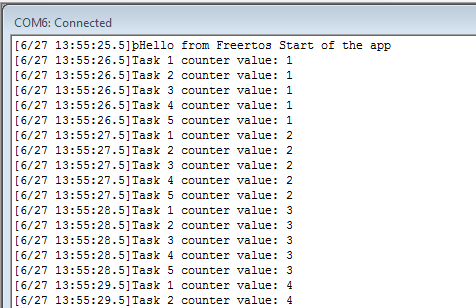 COM6: Connected
[6/27 13:55:25.5]þHello from Freertos Start of the app
[6/27 13:55:26.5]Task 1 counter value: 1
[6/27 13:55:26.5]Task 2 counter value: 1
[6/27 13:55:26.5]Task 3 counter value: 1
[6/27 13:55:26.5]Task 4 counter value: 1
[6/27 13:55:26.5]Task 5 counter value: 1
[6/27 13:55:27.5]Task 1 counter value: 2
[6/27 13:55:27.5]Task 2 counter value: 2
[6/27 13:55:27.5]Task 3 counter value: 2
[6/27 13:55:27.5]Task 4 counter value: 2
[6/27 13:55:27.5]Task 5 counter value: 2
[6/27 13:55:28.5]Task 1 counter value: 3
[6/27 13:55:28.5]Task 2 counter value: 3
[6/27 13:55:28.5]Task 3 counter value: 3
[6/27 13:55:28.5]Task 4 counter value: 3
[6/27 13:55:28.5]Task 5 counter value: 3
[6/27 13:55:29.5]Task 1 counter value: 4
[6/27 13:55:29.5]Task 2 counter value: 4